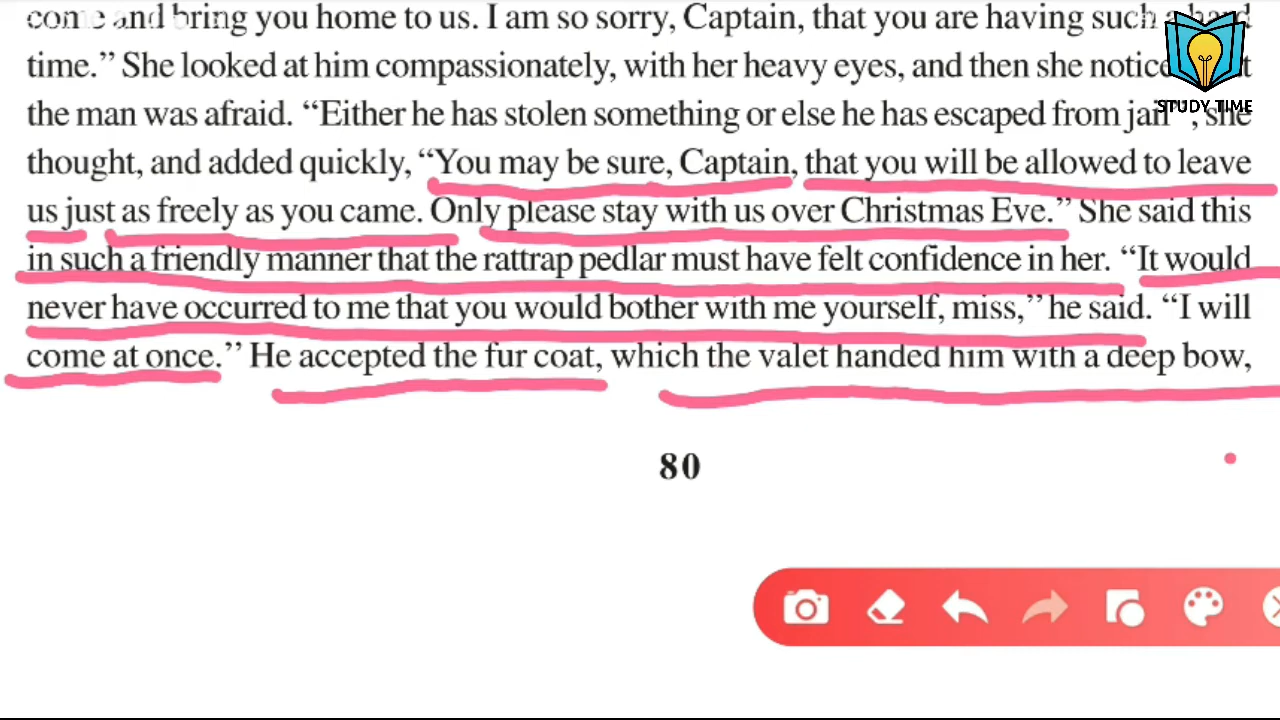 come and bring you home to us. I am so sorry, Captain, that you are having such a hard
time.” She looked at him compassionately, with her heavy eyes, and then she noticed that
the man was afraid. “Either he has stolen something or else he has escaped from jail”, she
thought, and added quickly, “You may be sure, Captain, that you will be allowed to leave
us just as freely as you came. Only please stay with us over Christmas Eve.” She said this
in such a friendly manner that the rattrap pedlar must have felt confidence in her. “It would
never have occurred to me that you would bother with me yourself, miss,” he said. “I will
come at once.” He accepted the fur coat, which the valet handed him with a deep bow,
80
STUDY TIME